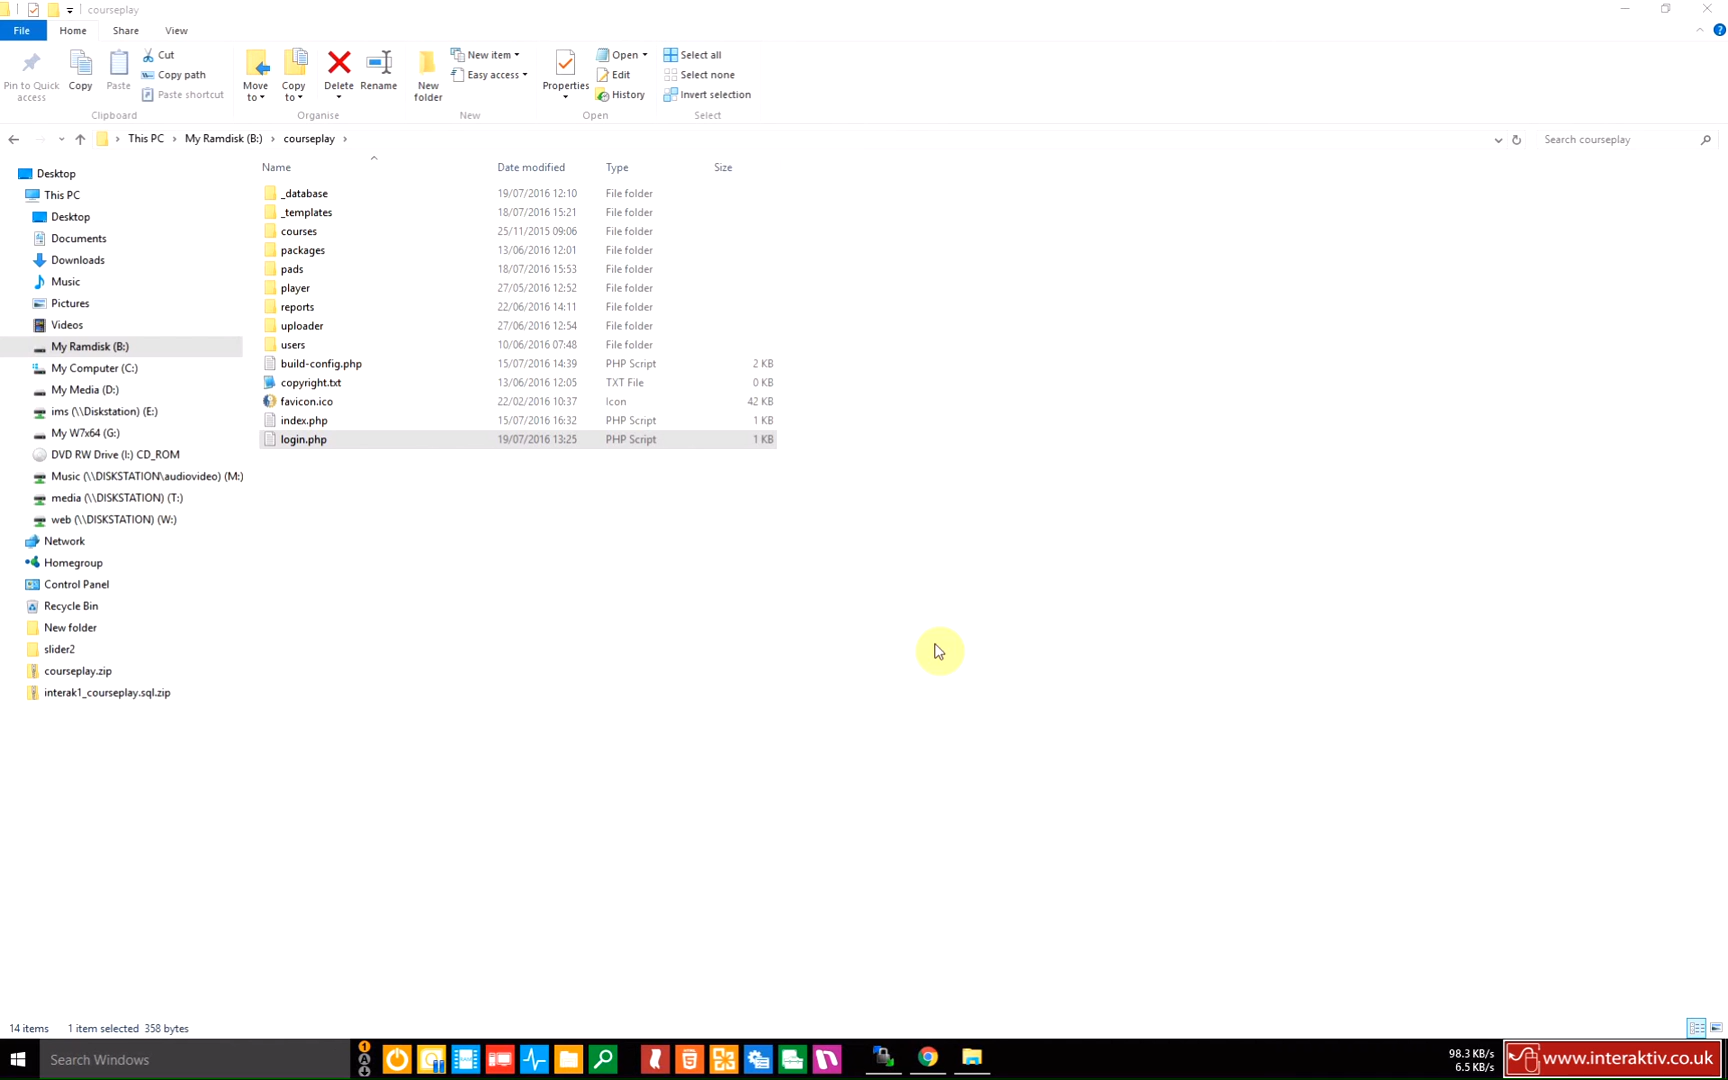 courseplay
File Home Share View
Pin to Quick access
Copy
Paste
Cut
Copy path
Paste shortcut
Clipboard
Move to
Copy to
Delete
Rename
Organise
New folder
New item
Easy access
New
Properties
Open
Edit
History
Open
Select all
Select none
Invert selection
Select
This PC My Ramdisk (B:) courseplay
Search courseplay
Desktop
This PC
Desktop
Documents
Downloads
Music
Pictures
Videos
My Ramdisk (B:)
My Computer (C:)
My Media (D:)
ims (\\Diskstation) (E:)
My W7x64 (G:)
DVD RW Drive (I:) CD_ROM
Music (\\DISKSTATION\audiovideo) (M:)
media (\\DISKSTATION) (T:)
web (\\DISKSTATION) (W:)
Network
Homegroup
Control Panel
Recycle Bin
New folder
slider2
courseplay.zip
interak1_courseplay.sql.zip
Name Date modified Type Size
_database 19/07/2016 12:10 File folder
_templates 18/07/2016 15:21 File folder
courses 25/11/2015 09:06 File folder
packages 13/06/2016 12:01 File folder
pads 18/07/2016 15:53 File folder
player 27/05/2016 12:52 File folder
reports 22/06/2016 14:11 File folder
uploader 27/06/2016 12:54 File folder
users 10/06/2016 07:48 File folder
build-config.php 15/07/2016 14:39 PHP Script 2 KB
copyright.txt 13/06/2016 12:05 TXT File 0 KB
favicon.ico 22/02/2016 10:37 Icon 42 KB
index.php 15/07/2016 16:32 PHP Script 1 KB
login.php 19/07/2016 13:25 PHP Script 1 KB
14 items 1 item selected 358 bytes
Search Windows
98.3 KB/s
6.5 KB/s
www.interaktiv.co.uk